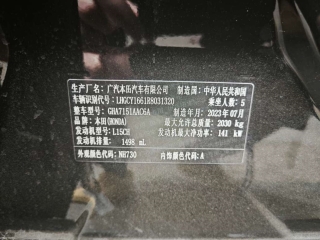 生产厂名: 广汽本田汽车有限公司 制造国: 中华人民共和国
车辆识别代号: LHGCY1661R8031320 乘坐人数: 5
整车型号: GHA7151AAC6A 制造年月: 2023年07月
品牌: 本田(HONDA) 最大允许总质量: 2030 kg
发动机型号: L15CH 发动机最大净功率: 141 kW
发动机排量: 1498 mL
外观颜色代码: NH730 内饰颜色代码: A